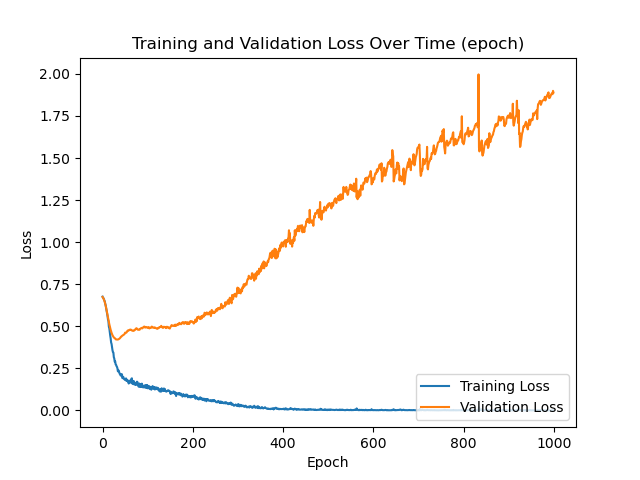 Training and Validation Loss Over Time (epoch)
2.00
1.75
1.50
1.25
1.00
0.75
0.50
0.25
0.00
Loss
Training Loss
Validation Loss
0 200 400 600 800 1000
Epoch